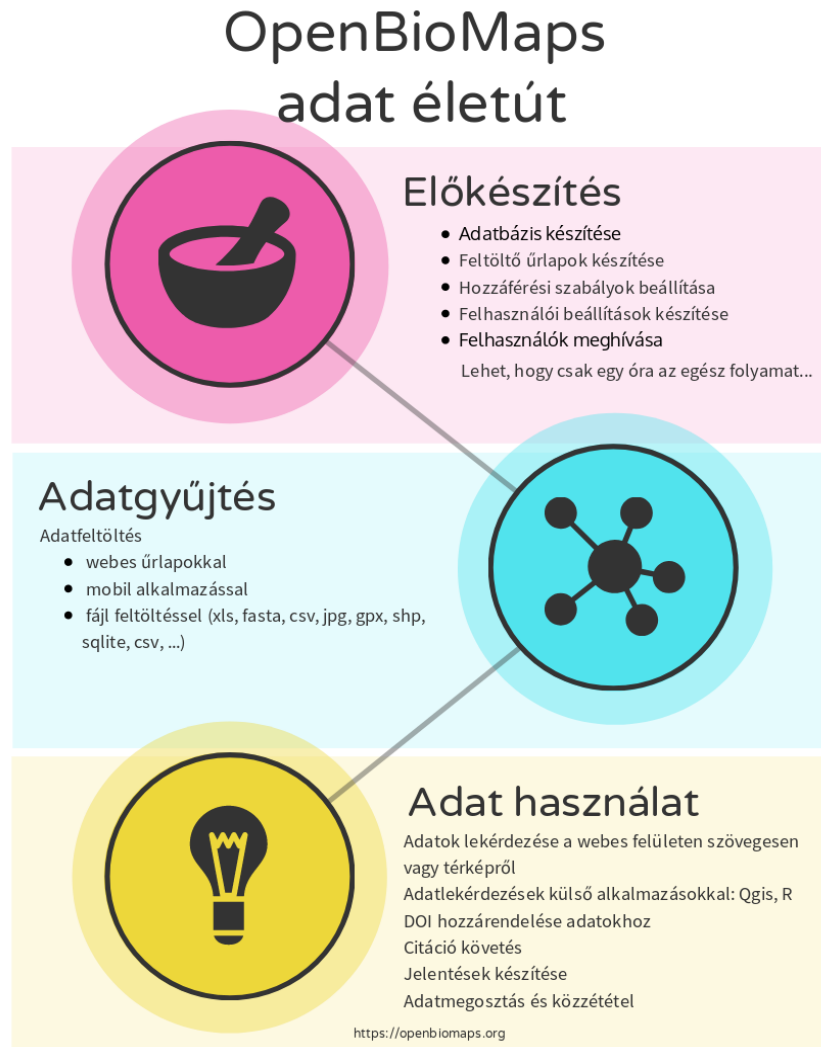 OpenBioMaps
adat életút
Előkészítés
• Adatbázis készítése
• Feltöltő űrlapok készítése
• Hozzáférési szabályok beállítása
• Felhasználói beállítások készítése
• Felhasználók meghívása
Lehet, hogy csak egy óra az egész folyamat...
Adatgyűjtés
Adatfeltöltés
• webes űrlapokkal
• mobil alkalmazással
• fájl feltöltéssel (xls, fasta, csv, jpg, gpx, shp,
sqlite, csv, ...)
Adat használat
Adatok lekérdezése a webes felületen szövegesen
vagy térképről
Adatlekérdezések külső alkalmazásokkal: Qgis, R
DOI hozzárendelése adatokhoz
Citáció követés
Jelentések készítése
Adatmegosztás és közzététel
https://openbiomaps.org